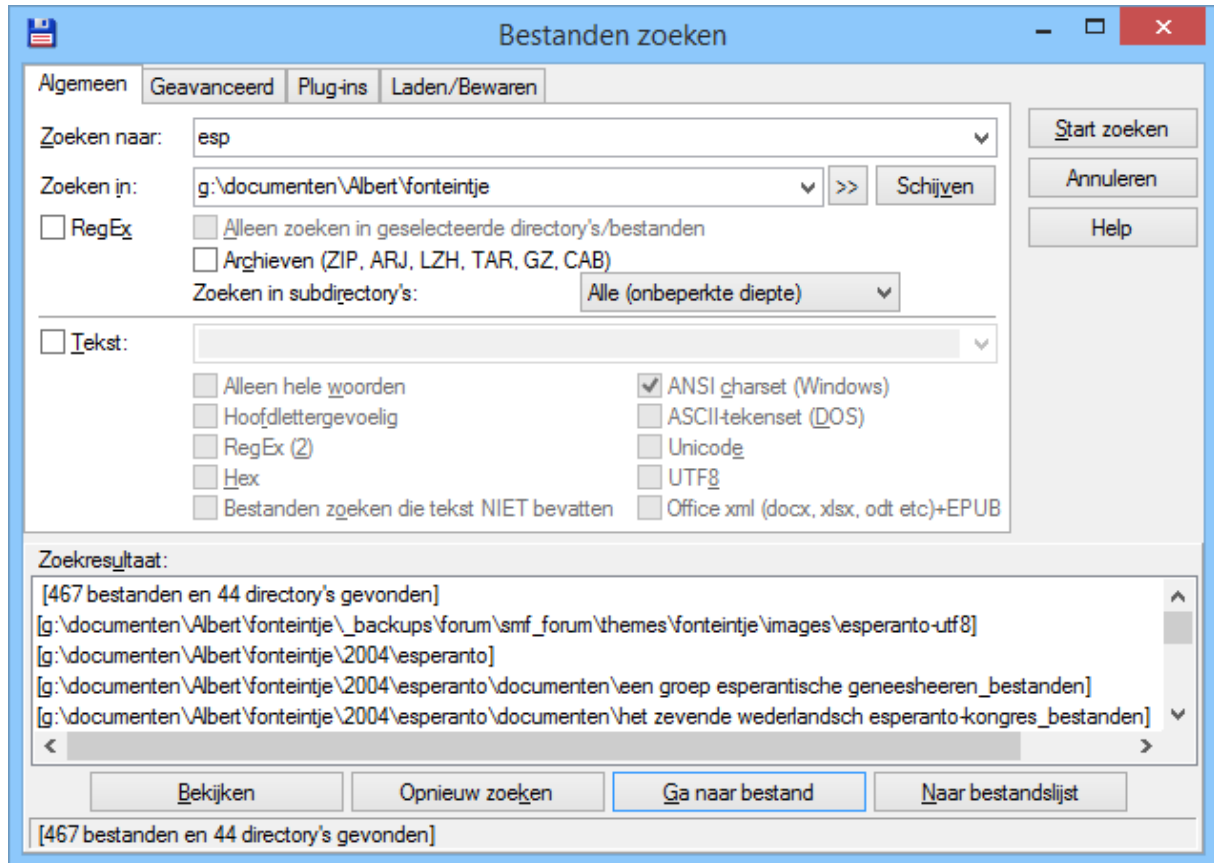 Bestanden zoeken
Algemeen Geavanceerd Plug-ins Laden/Bewaren
Zoeken naar: esp Start zoeken
Zoeken in: g:\documenten\Albert\fonteintje >> Schijven Annuleren
RegEx Alleen zoeken in geselecteerde directory's/bestanden Help
Archieven (ZIP, ARJ, LZH, TAR, GZ, CAB)
Zoeken in subdirectory's: Alle (onbeperkte diepte)
Tekst:
Alleen hele woorden ANSI charset (Windows)
Hoofdlettergevoelig ASCII-tekenset (DOS)
RegEx (2) Unicode
Hex UTF8
Bestanden zoeken die tekst NIET bevatten Office xml (docx, xlsx, odt etc)+EPUB
Zoekresultaat:
[467 bestanden en 44 directory's gevonden]
[g:\documenten\Albert\fonteintje\_backups\forum\smf_forum\themes\fonteintje\images\esperanto-utf8]
[g:\documenten\Albert\fonteintje\2004\esperanto]
[g:\documenten\Albert\fonteintje\2004\esperanto\documenten\een groep esperantische geneesheeren_bestanden]
[g:\documenten\Albert\fonteintje\2004\esperanto\documenten\het zevende wederlandsch esperanto-kongres_bestanden]
Bekijken Opnieuw zoeken Ga naar bestand Naar bestandslijst
[467 bestanden en 44 directory's gevonden]